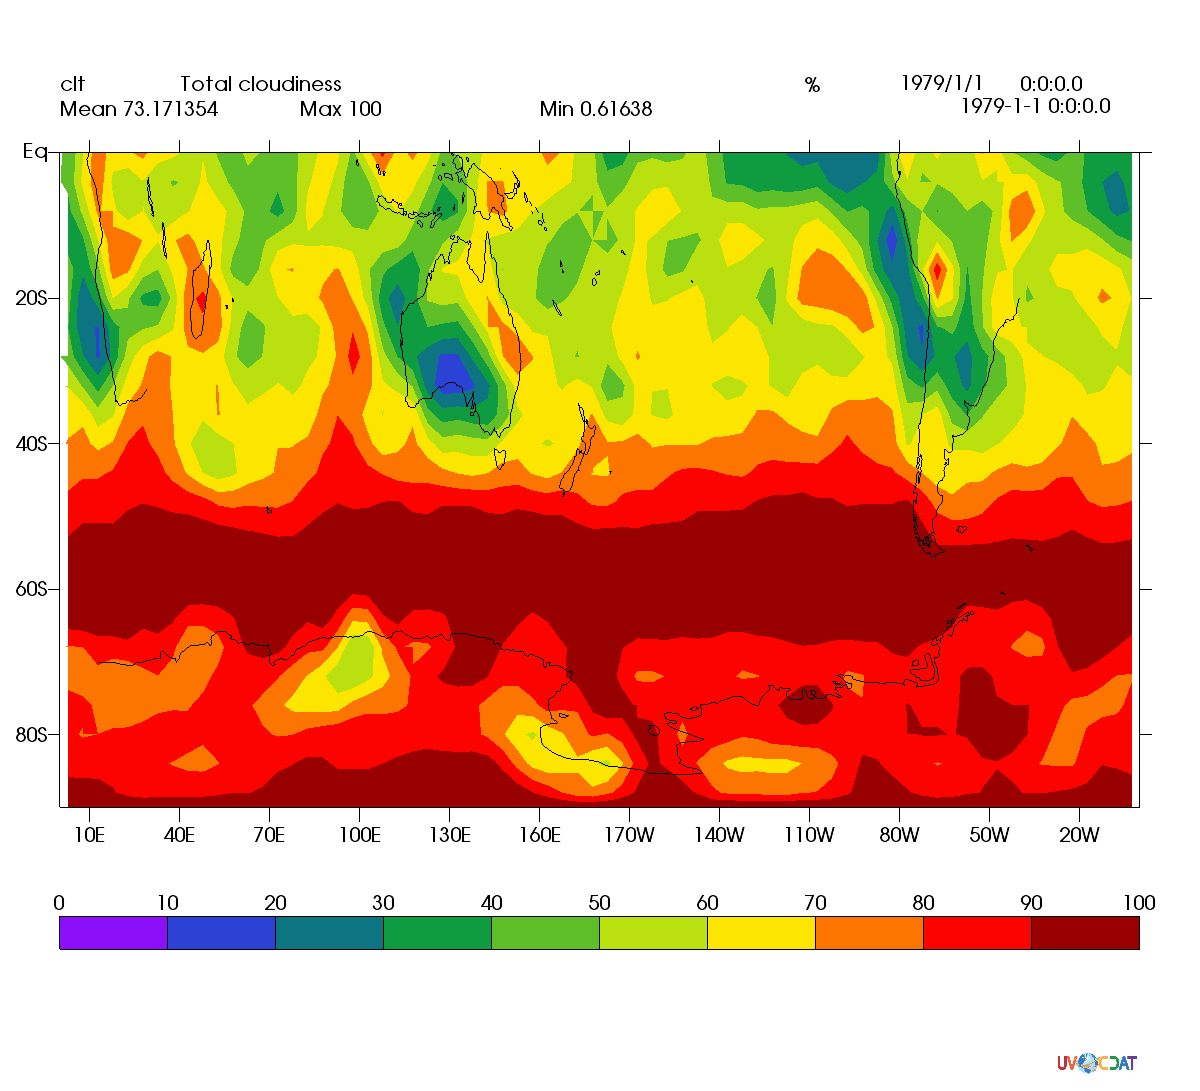 clt Total cloudiness % 1979/1/1 0:0:0.0
Mean 73.171354 Max 100 Min 0.61638 1979-1-1 0:0:0.0
Eq
20S
40S
60S
80S
10E 40E 70E 100E 130E 160E 170W 140W 110W 80W 50W 20W
0 10 20 30 40 50 60 70 80 90 100
UV CDAT